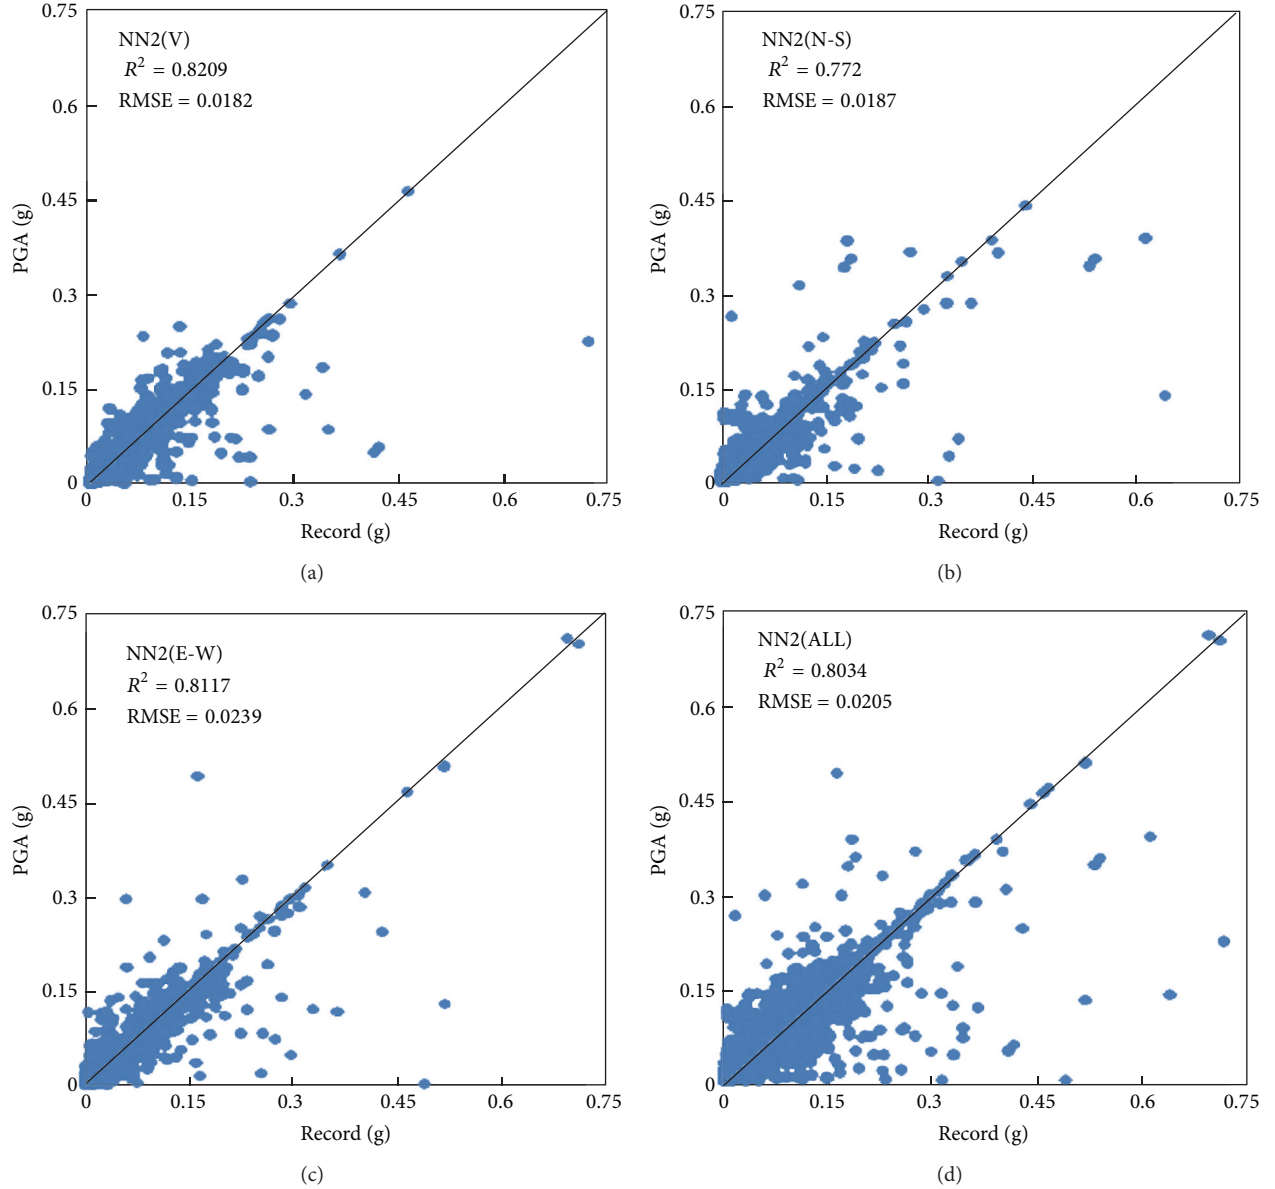 0.75
NN2(V)
R² = 0.8209
RMSE = 0.0182
0.6
0.45
PGA (g)
0.3
0.15
0
0 0.15 0.3 0.45 0.6 0.75
Record (g)
(a)
0.75
NN2(N-S)
R² = 0.772
RMSE = 0.0187
0.6
0.45
PGA (g)
0.3
0.15
0
0 0.15 0.3 0.45 0.6 0.75
Record (g)
(b)
0.75
NN2(E-W)
R² = 0.8117
RMSE = 0.0239
0.6
0.45
PGA (g)
0.3
0.15
0
0 0.15 0.3 0.45 0.6 0.75
Record (g)
(c)
0.75
NN2(ALL)
R² = 0.8034
RMSE = 0.0205
0.6
0.45
PGA (g)
0.3
0.15
0
0 0.15 0.3 0.45 0.6 0.75
Record (g)
(d)